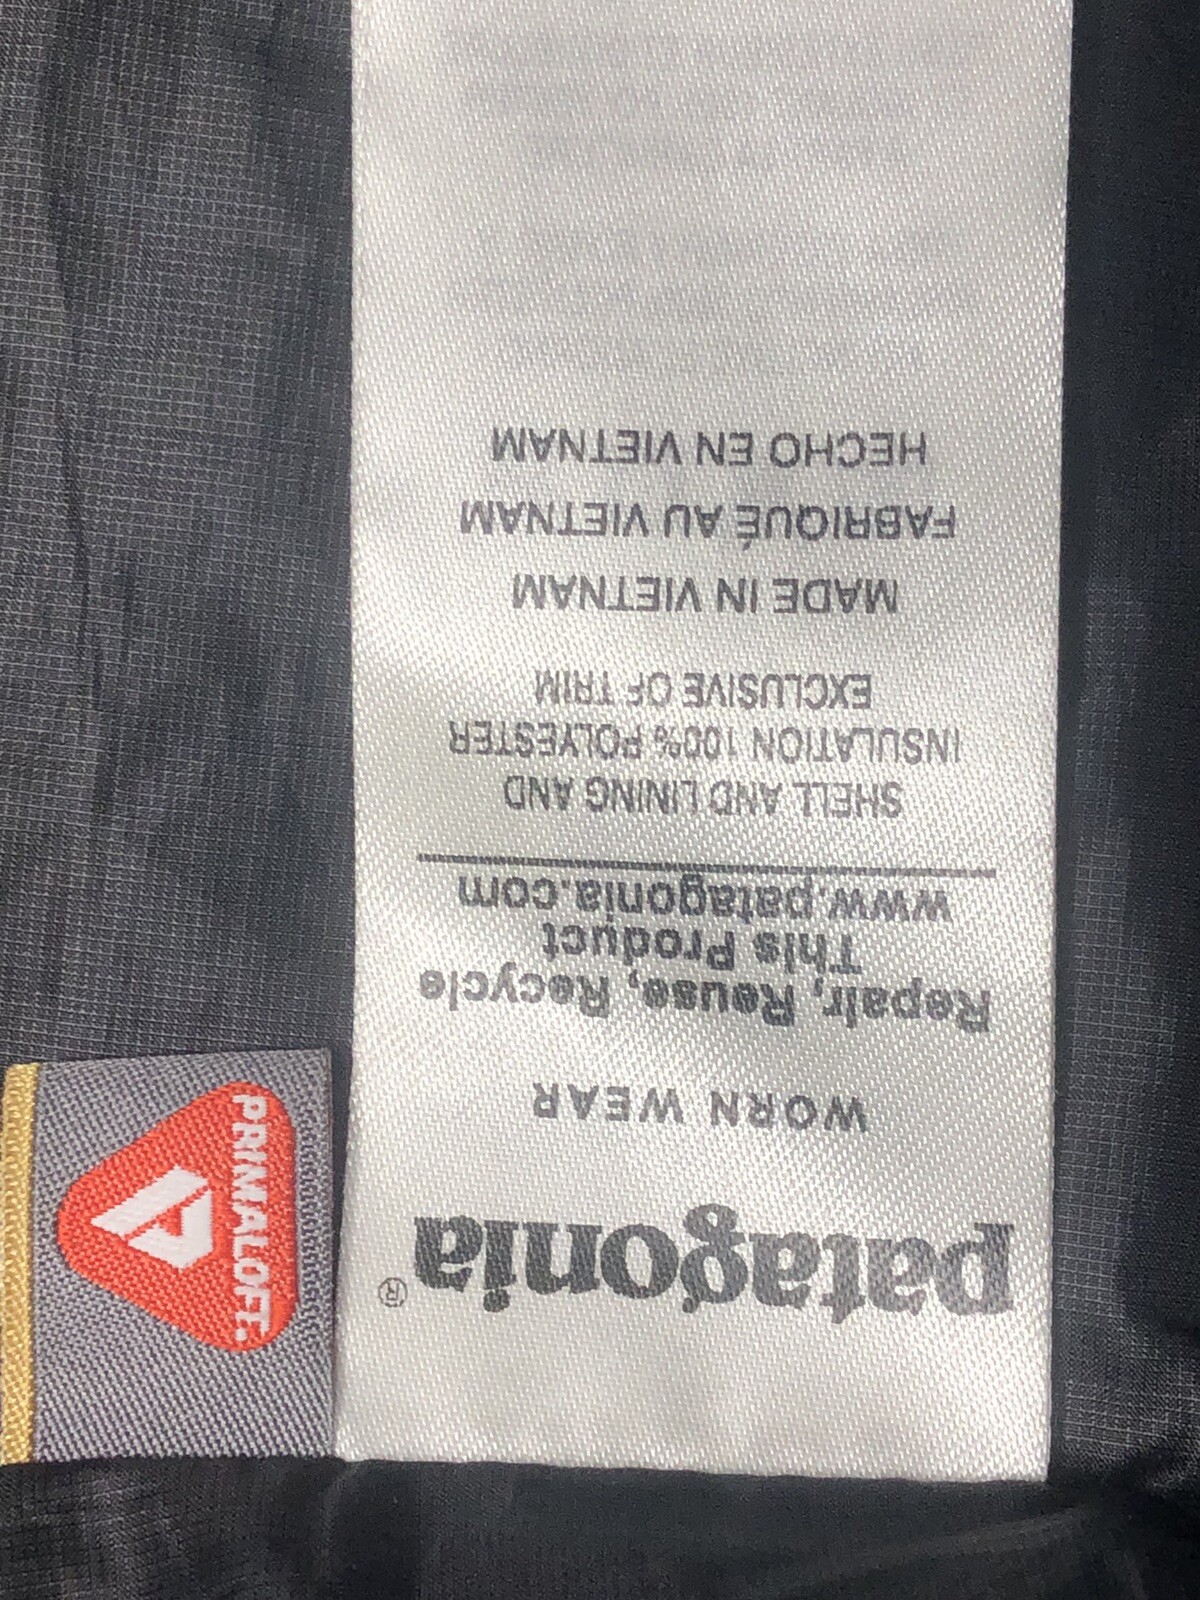 patagonia®
WORN WEAR
Repair, Reuse, Recycle
This Product
www.patagonia.com
SHELL AND LINING AND
INSULATION 100% POLYESTER
EXCLUSIVE OF TRIM
MADE IN VIETNAM
FABRIQUÉ AU VIETNAM
HECHO EN VIETNAM
PRIMALOFT.